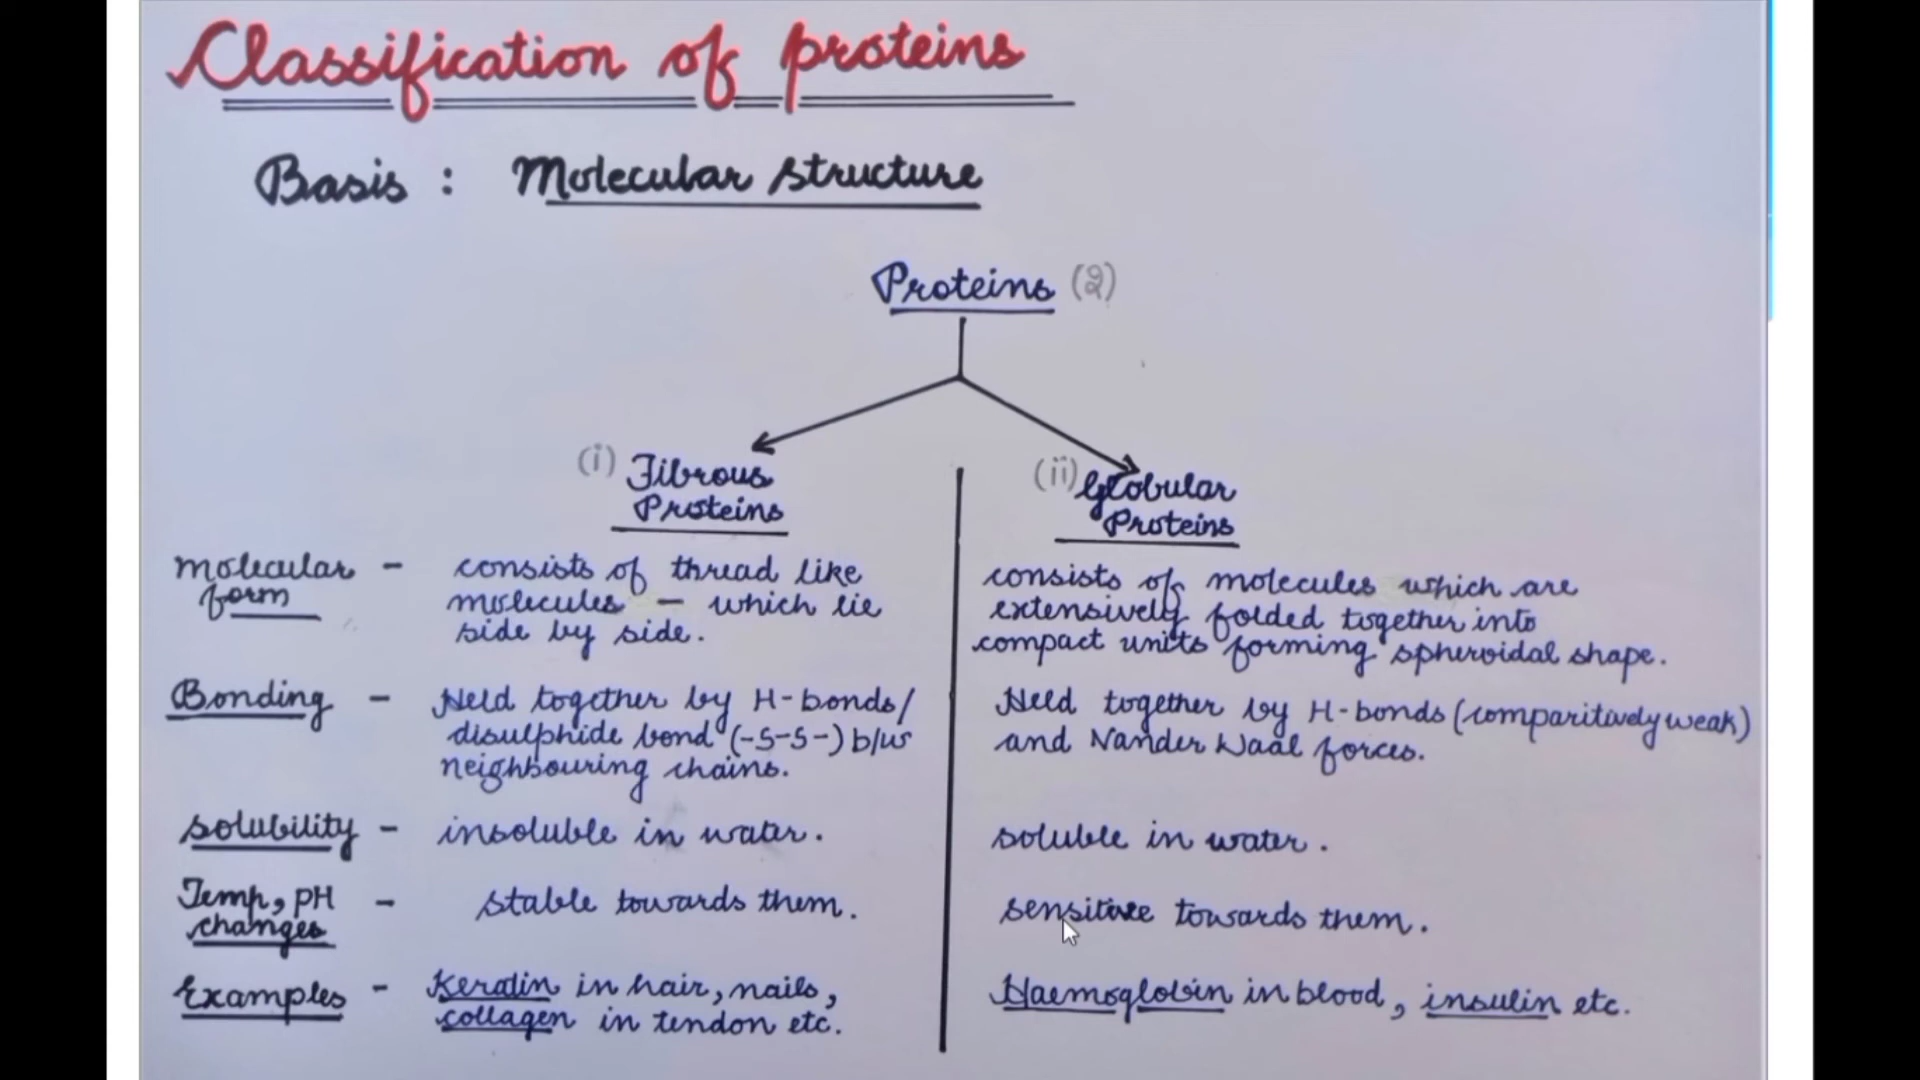 Classification of proteins
Basis : Molecular structure
Proteins (2)
(i) Fibrous Proteins
(ii) Globular Proteins
Molecular form - consists of thread like molecules - which lie side by side.
consists of molecules which are extensively folded together into compact units forming spheroidal shape.
Bonding - Held together by H-bonds/ disulphide bond (-S-S-) b/w neighbouring chains.
Held together by H-bonds (comparitively weak) and Vander Waal forces.
Solubility - insoluble in water.
soluble in water.
Temp, pH changes - stable towards them.
sensitive towards them.
Examples - Keratin in hair, nails, collagen in tendon etc.
Haemoglobin in blood, insulin etc.